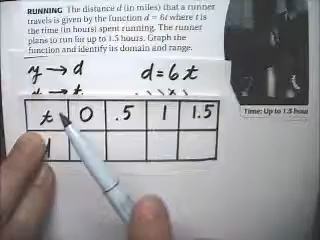 RUNNING The distance d (in miles) that a runner
travels is given by the function d = 6t where t is
the time (in hours) spent running. The runner
plans to run for up to 1.5 hours. Graph the
function and identify its domain and range.
y → d d = 6t
t 0 .5 1 1.5
Time: Up to 1.5 hours